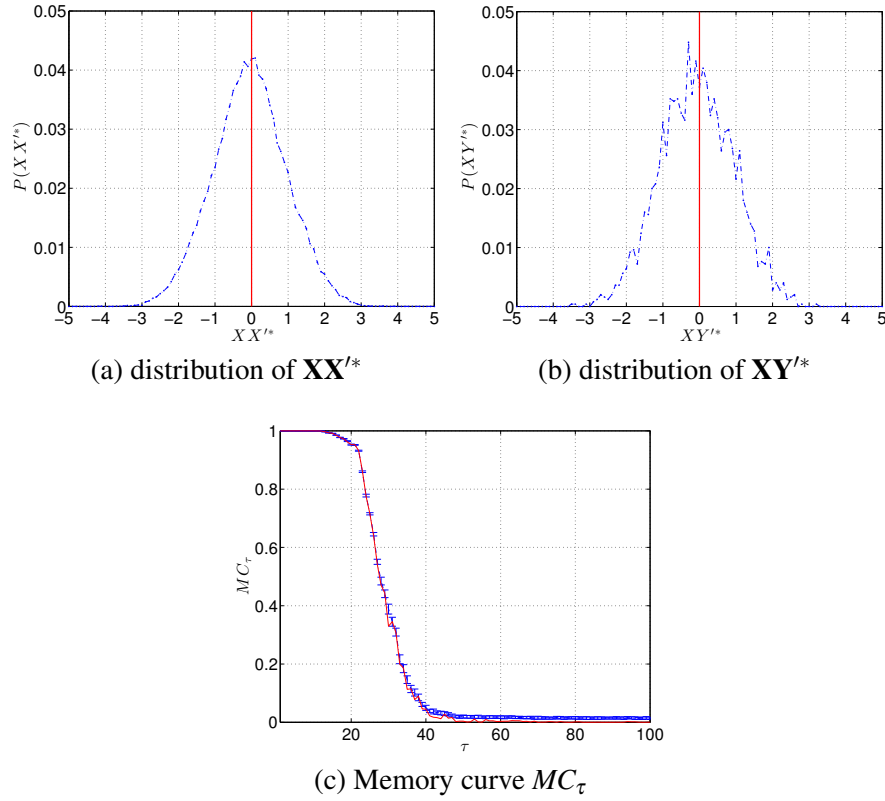 0.05
0.04
0.03
0.02
0.01
0
P(XX′*)
−5 −4 −3 −2 −1 0 1 2 3 4 5
XX′*
(a) distribution of XX′*
0.05
0.04
0.03
0.02
0.01
0
P(XY′*)
−5 −4 −3 −2 −1 0 1 2 3 4 5
XY′*
(b) distribution of XY′*
1
0.8
0.6
0.4
0.2
0
MCτ
20 40 60 80 100
τ
(c) Memory curve MCτ